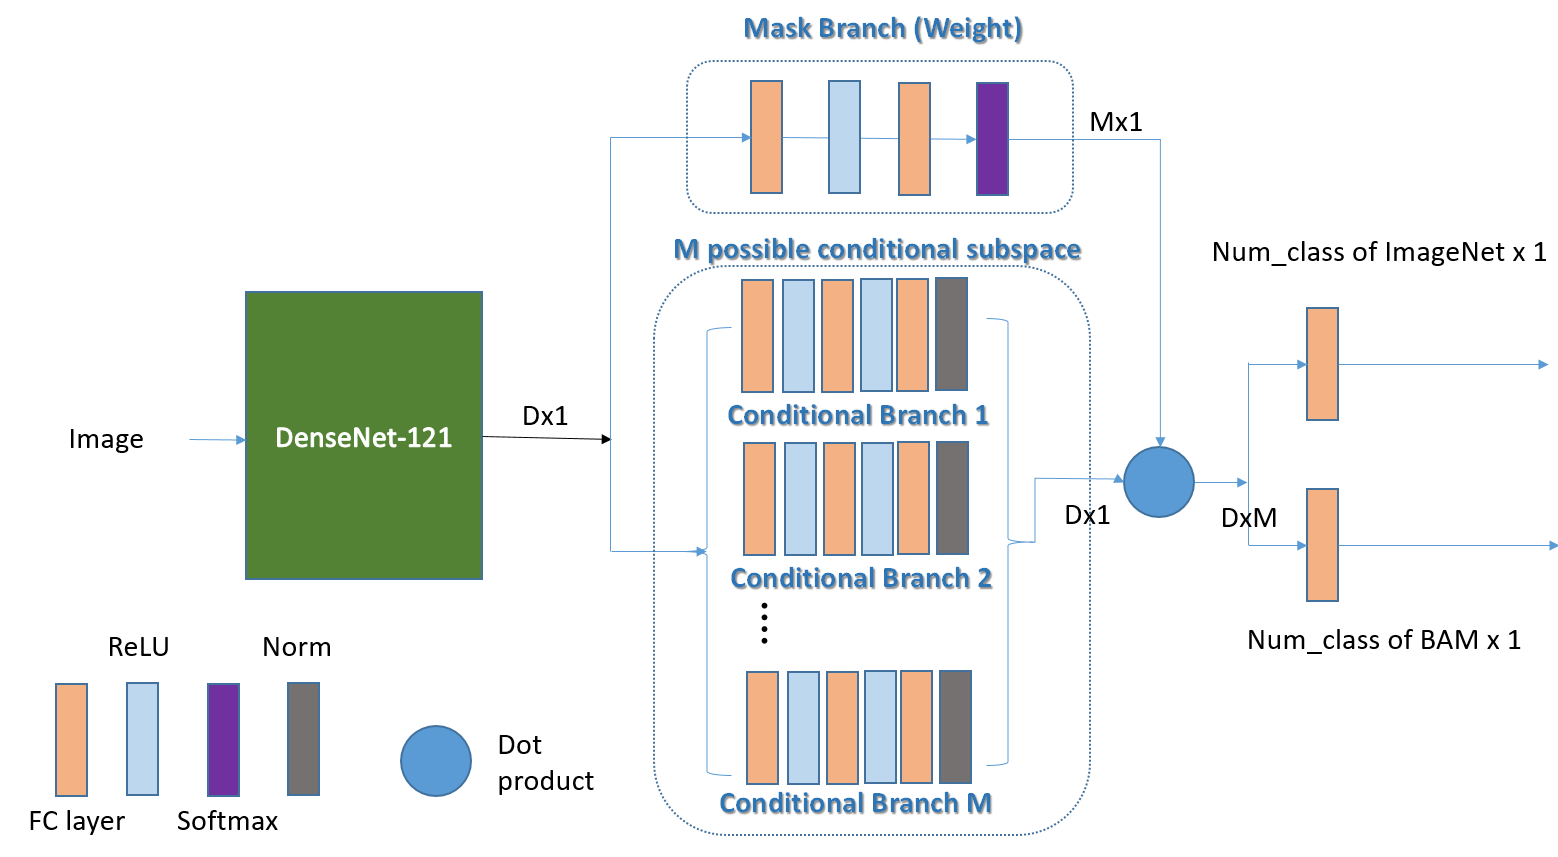 Mask Branch (Weight)
Mx1
M possible conditional subspace
Num_class of ImageNet x 1
Image
DenseNet-121
Dx1
Conditional Branch 1
Conditional Branch 2
Conditional Branch M
Dx1
DxM
Num_class of BAM x 1
ReLU
Norm
FC layer
Softmax
Dot
product